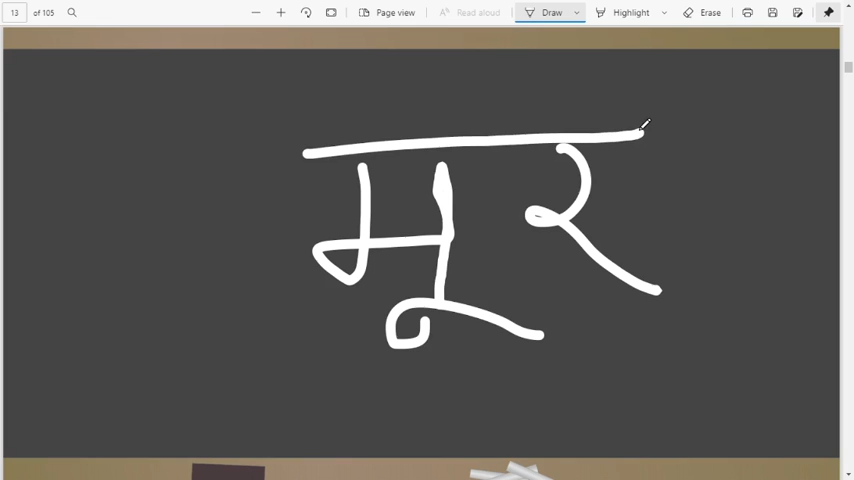 13 of 105 Page view Read aloud Draw Highlight Erase
मूर